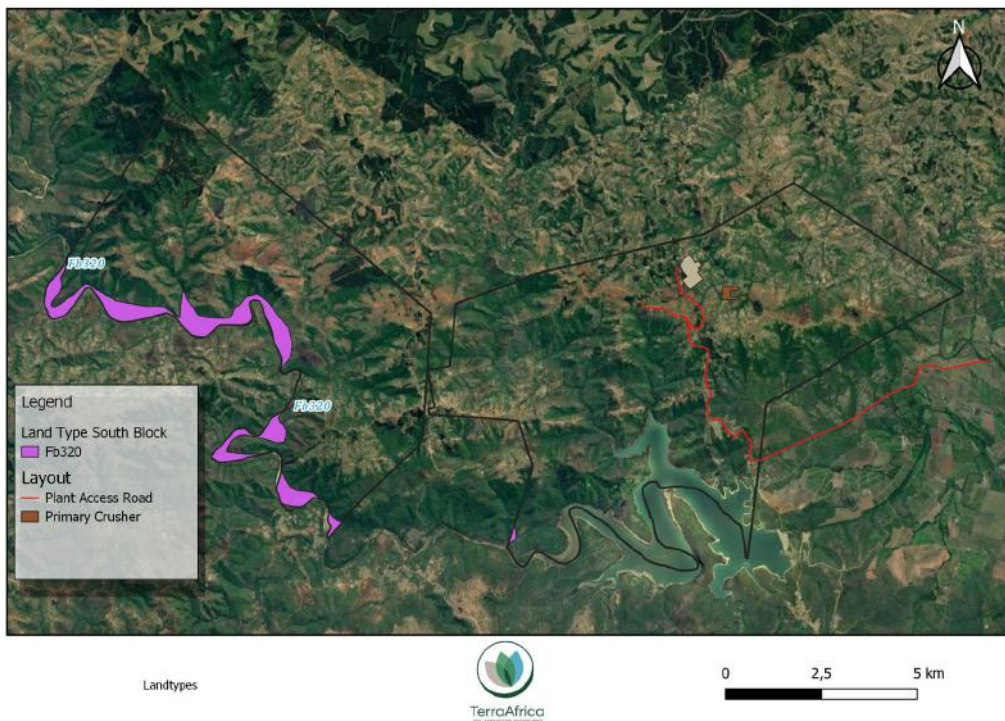 N
Fb320
Fb320
Legend
Land Type South Block
Fb320
Layout
Plant Access Road
Primary Crusher
Landtypes
TerraAfrica
0 2,5 5 km